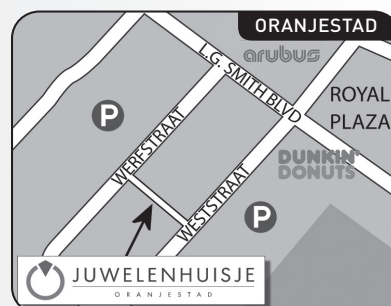 ORANJESTAD
arubus
L.G. SMITH BLVD
ROYAL
PLAZA
P
WERFSTRAAT
DUNKIN'
DONUTS
WESTSTRAAT
P
JUWELENHUISJE
ORANJESTAD